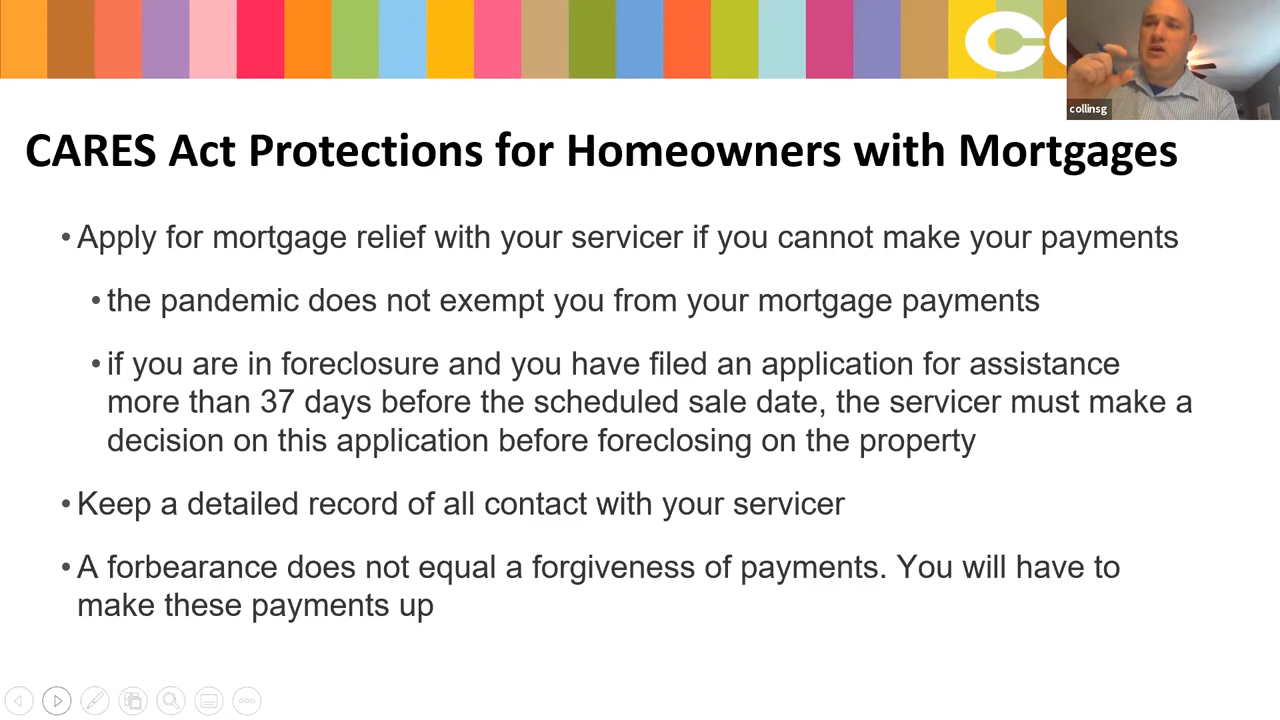 CO
collinsg
CARES Act Protections for Homeowners with Mortgages
• Apply for mortgage relief with your servicer if you cannot make your payments
• the pandemic does not exempt you from your mortgage payments
• if you are in foreclosure and you have filed an application for assistance
more than 37 days before the scheduled sale date, the servicer must make a
decision on this application before foreclosing on the property
• Keep a detailed record of all contact with your servicer
• A forbearance does not equal a forgiveness of payments. You will have to
make these payments up